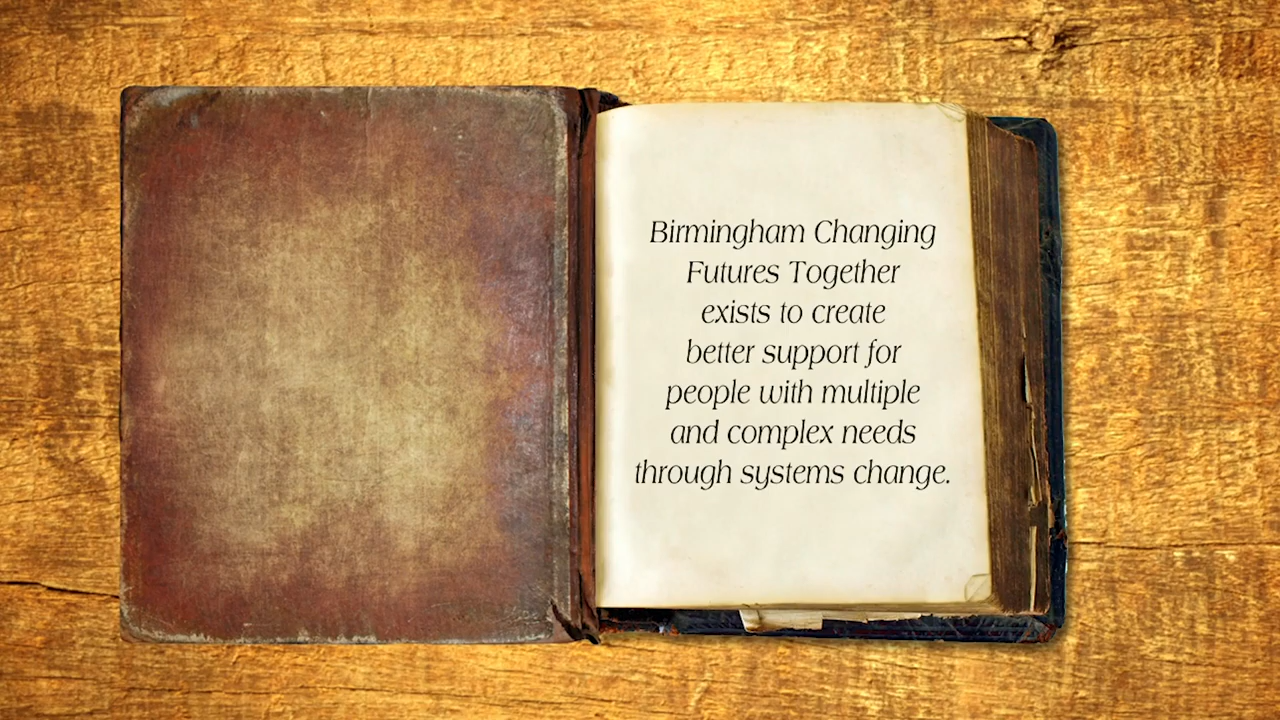 Birmingham Changing
Futures Together
exists to create
better support for
people with multiple
and complex needs
through systems change.